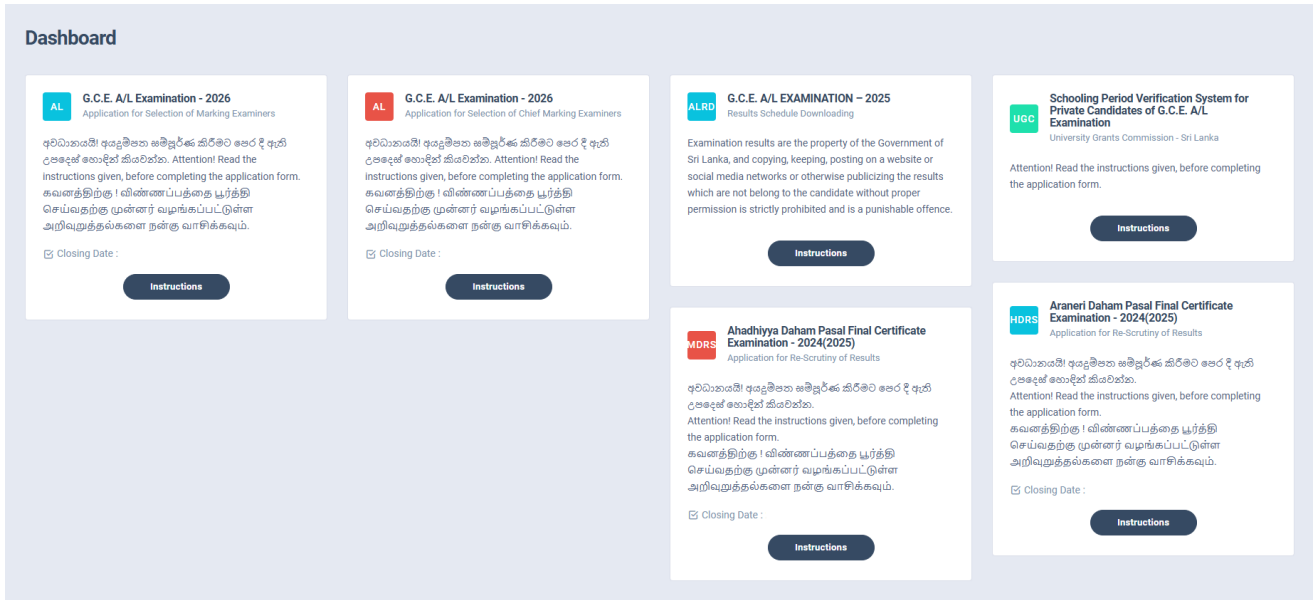 Dashboard
AL
G.C.E. A/L Examination - 2026
Application for Selection of Marking Examiners
අවධානයයි! අයදුම්පත සම්පූර්ණ කිරීමට පෙර දී ඇති
උපදෙස් හොඳින් කියවන්න. Attention! Read the
instructions given, before completing the application form.
கவனத்திற்கு ! விண்ணப்பத்தை பூர்த்தி
செய்வதற்கு முன்னர் வழங்கப்பட்டுள்ள
அறிவுறுத்தல்களை நன்கு வாசிக்கவும்.
Closing Date :
Instructions
AL
G.C.E. A/L Examination - 2026
Application for Selection of Chief Marking Examiners
අවධානයයි! අයදුම්පත සම්පූර්ණ කිරීමට පෙර දී ඇති
උපදෙස් හොඳින් කියවන්න. Attention! Read the
instructions given, before completing the application form.
கவனத்திற்கு ! விண்ணப்பத்தை பூர்த்தி
செய்வதற்கு முன்னர் வழங்கப்பட்டுள்ள
அறிவுறுத்தல்களை நன்கு வாசிக்கவும்.
Closing Date :
Instructions
ALRD
G.C.E. A/L EXAMINATION – 2025
Results Schedule Downloading
Examination results are the property of the Government of
Sri Lanka, and copying, keeping, posting on a website or
social media networks or otherwise publicizing the results
which are not belong to the candidate without proper
permission is strictly prohibited and is a punishable offence.
Instructions
UGC
Schooling Period Verification System for
Private Candidates of G.C.E. A/L
Examination
University Grants Commission - Sri Lanka
Attention! Read the instructions given, before completing
the application form.
Instructions
MDRS
Ahadhiyya Daham Pasal Final Certificate
Examination - 2024(2025)
Application for Re-Scrutiny of Results
අවධානයයි! අයදුම්පත සම්පූර්ණ කිරීමට පෙර දී ඇති
උපදෙස් හොඳින් කියවන්න.
Attention! Read the instructions given, before completing
the application form.
கவனத்திற்கு ! விண்ணப்பத்தை பூர்த்தி
செய்வதற்கு முன்னர் வழங்கப்பட்டுள்ள
அறிவுறுத்தல்களை நன்கு வாசிக்கவும்.
Closing Date :
Instructions
HDRS
Araneri Daham Pasal Final Certificate
Examination - 2024(2025)
Application for Re-Scrutiny of Results
අවධානයයි! අයදුම්පත සම්පූර්ණ කිරීමට පෙර දී ඇති
උපදෙස් හොඳින් කියවන්න.
Attention! Read the instructions given, before completing
the application form.
கவனத்திற்கு ! விண்ணப்பத்தை பூர்த்தி
செய்வதற்கு முன்னர் வழங்கப்பட்டுள்ள
அறிவுறுத்தல்களை நன்கு வாசிக்கவும்.
Closing Date :
Instructions